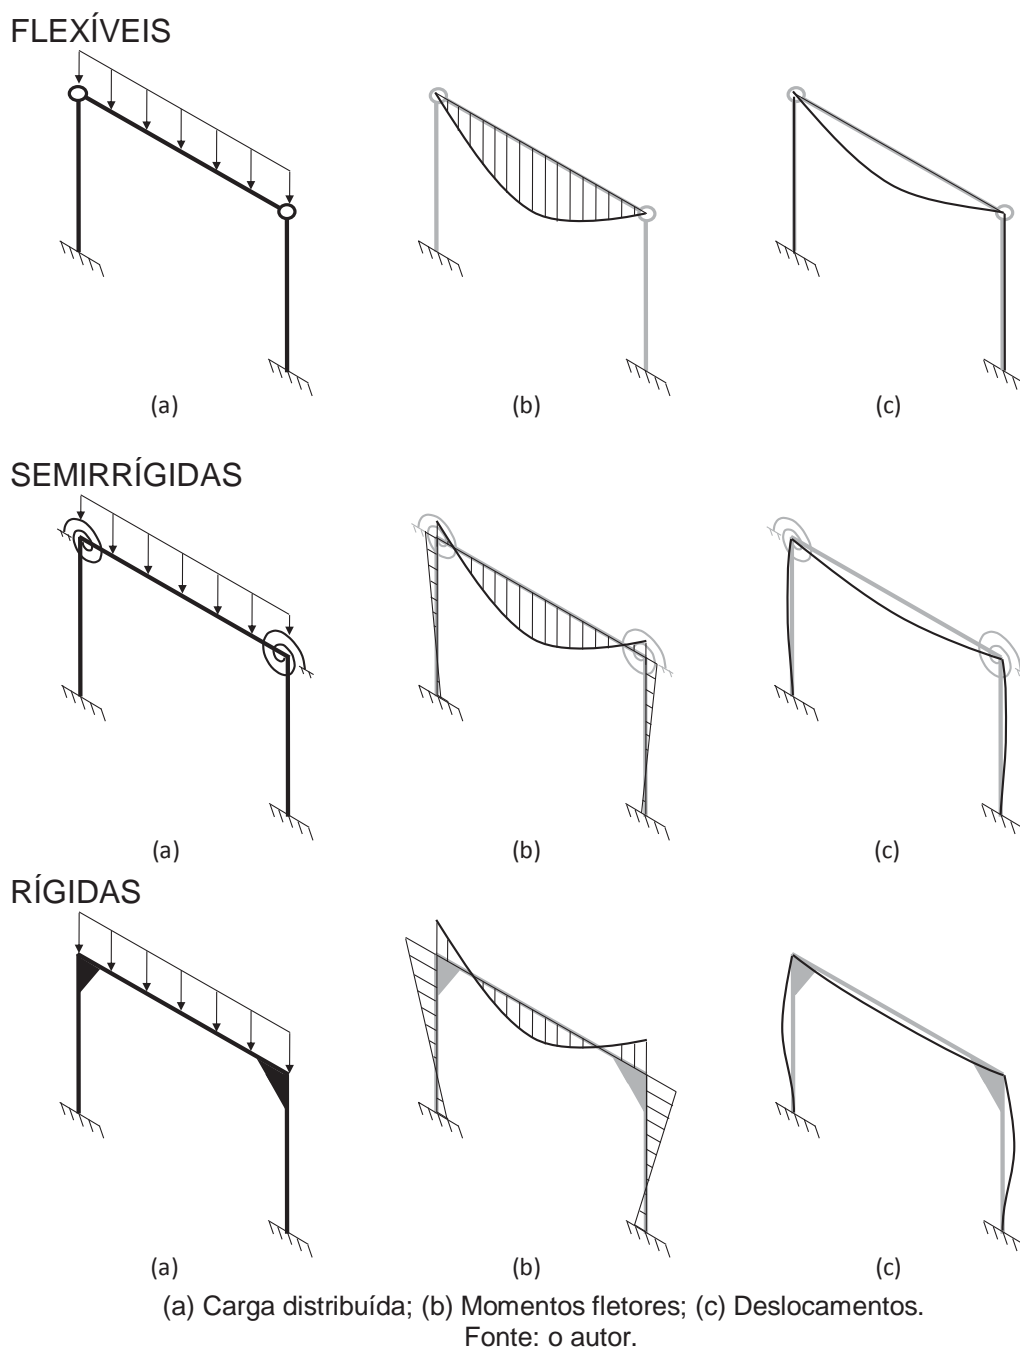 FLEXÍVEIS
(a) (b) (c)
SEMIRRÍGIDAS
(a) (b) (c)
RÍGIDAS
(a) (b) (c)
(a) Carga distribuída; (b) Momentos fletores; (c) Deslocamentos.
Fonte: o autor.